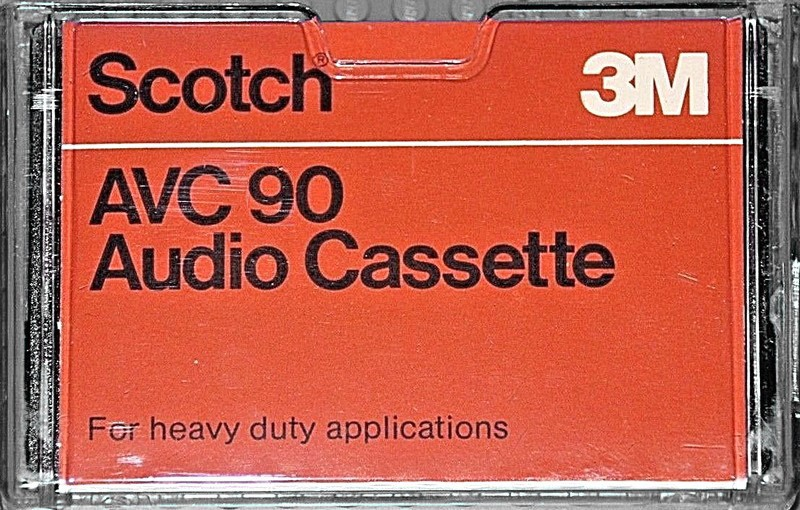 Scotch® 3M
AVC 90
Audio Cassette
For heavy duty applications